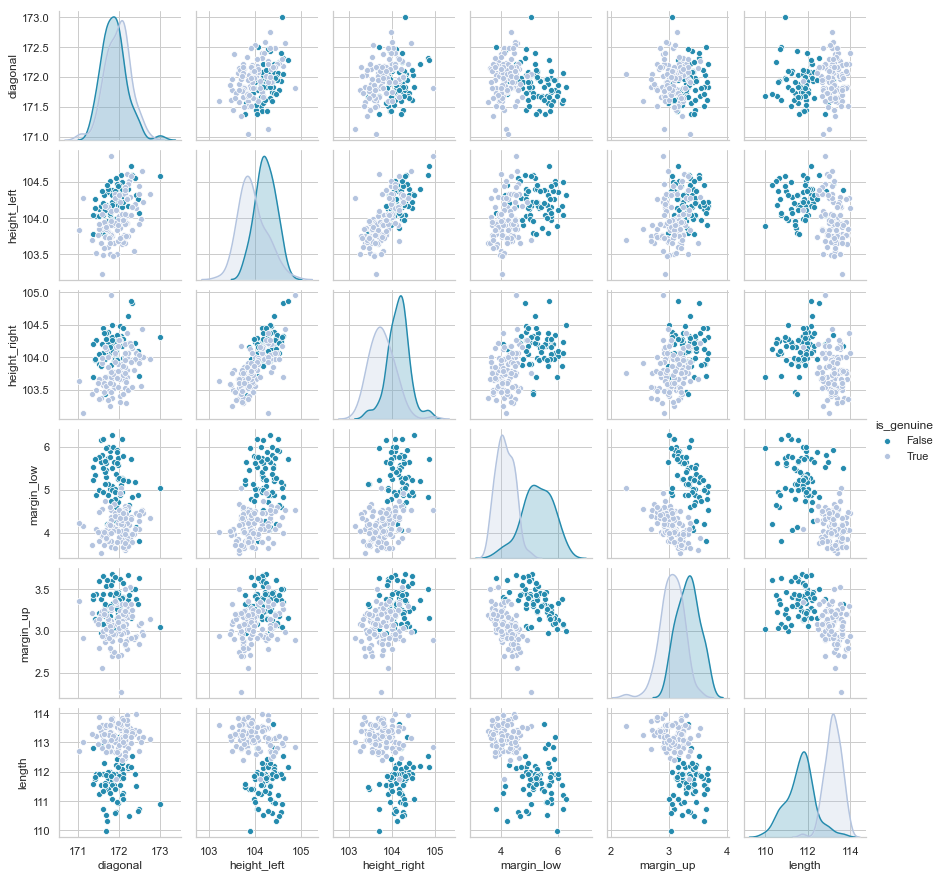 173.0
172.5
172.0
171.5
171.0
diagonal
104.5
104.0
103.5
height_left
105.0
104.5
104.0
103.5
height_right
6
5
4
margin_low
3.5
3.0
2.5
margin_up
114
113
112
111
110
length
171 172 173
diagonal
103 104 105
height_left
103 104 105
height_right
4 6
margin_low
2 3 4
margin_up
110 112 114
length
is_genuine
False
True